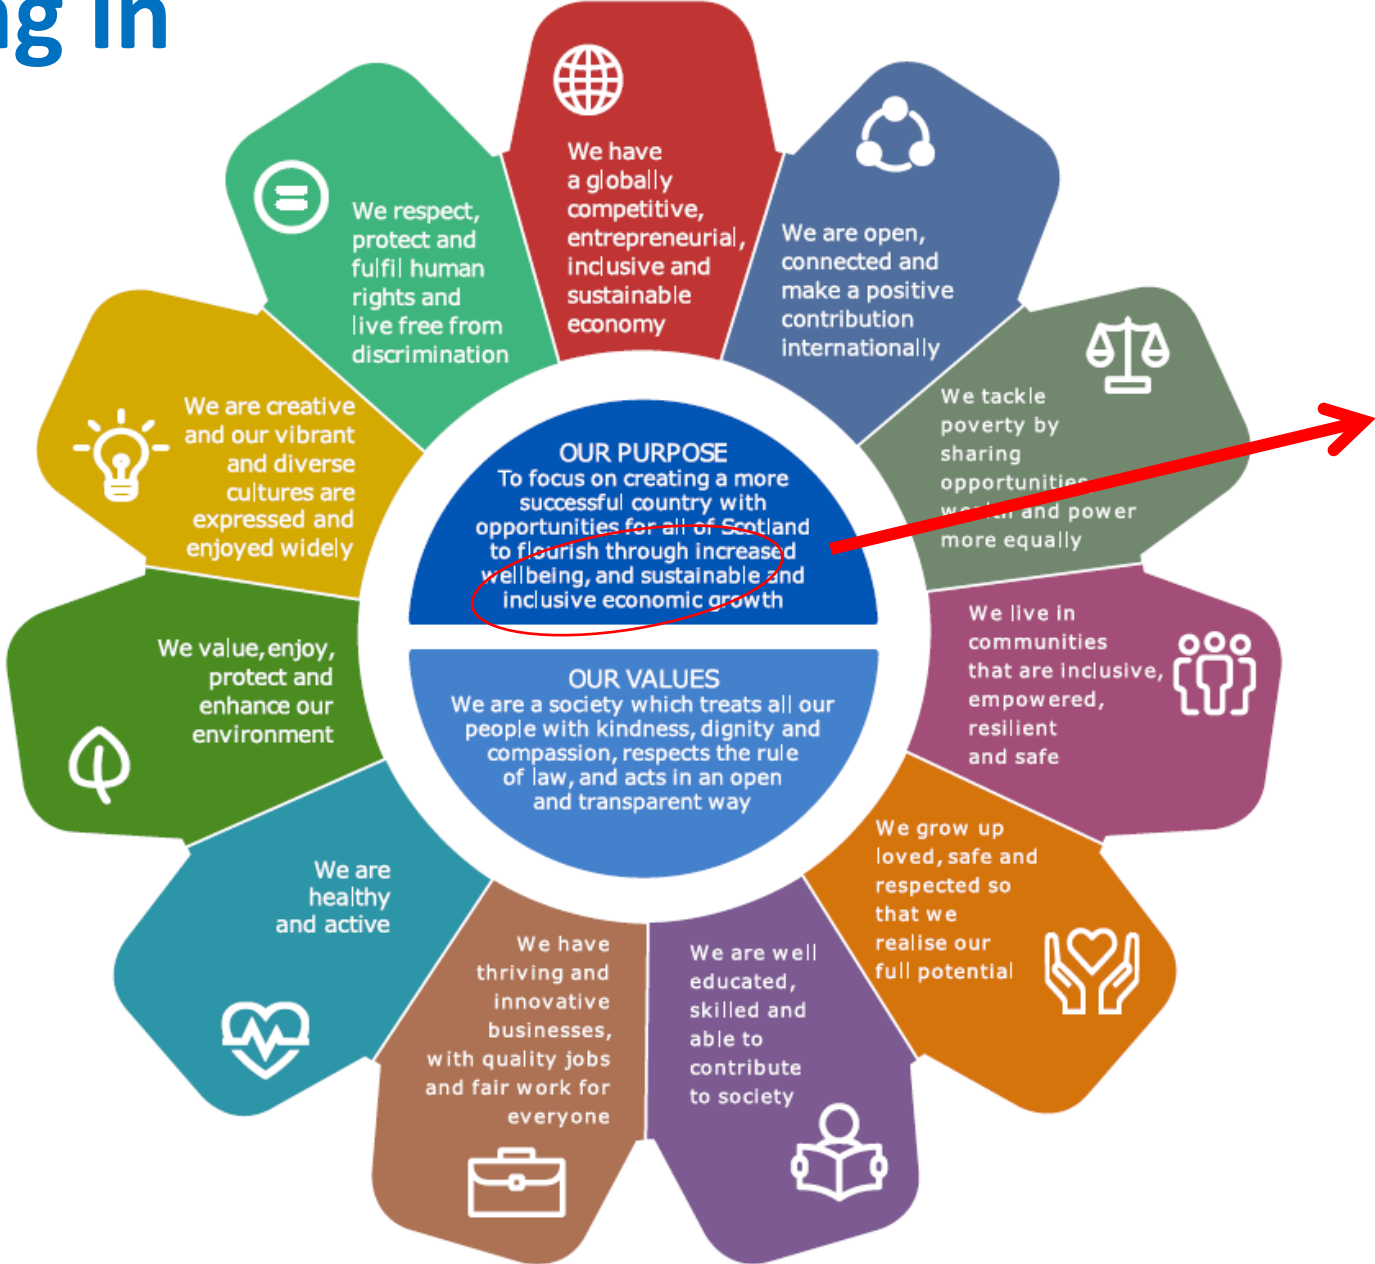 ng in
We have
a globally
competitive,
entrepreneurial,
inclusive and
sustainable
economy
We are open,
connected and
make a positive
contribution
internationally
We tackle
poverty by
sharing
opportunities,
wealth and power
more equally
We live in
communities
that are inclusive,
empowered,
resilient
and safe
We grow up
loved, safe and
respected so
that we
realise our
full potential
We are well
educated,
skilled and
able to
contribute
to society
We have
thriving and
innovative
businesses,
with quality jobs
and fair work for
everyone
We are
healthy
and active
We value, enjoy,
protect and
enhance our
environment
We are creative
and our vibrant
and diverse
cultures are
expressed and
enjoyed widely
We respect,
protect and
fulfil human
rights and
live free from
discrimination
OUR PURPOSE
To focus on creating a more
successful country with
opportunities for all of Scotland
to flourish through increased
wellbeing, and sustainable and
inclusive economic growth
OUR VALUES
We are a society which treats all our
people with kindness, dignity and
compassion, respects the rule
of law, and acts in an open
and transparent way